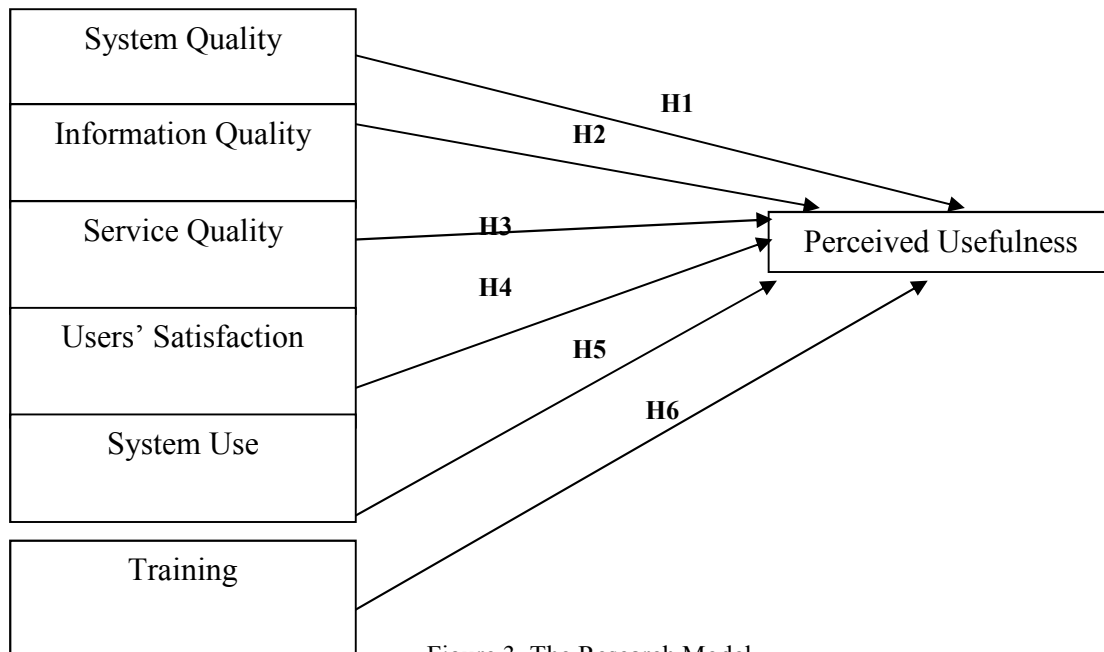 System Quality
H1
Information Quality
H2
Service Quality
H3
Perceived Usefulness
H4
Users’ Satisfaction
H5
H6
System Use
Training
Figure 3. The Research Model